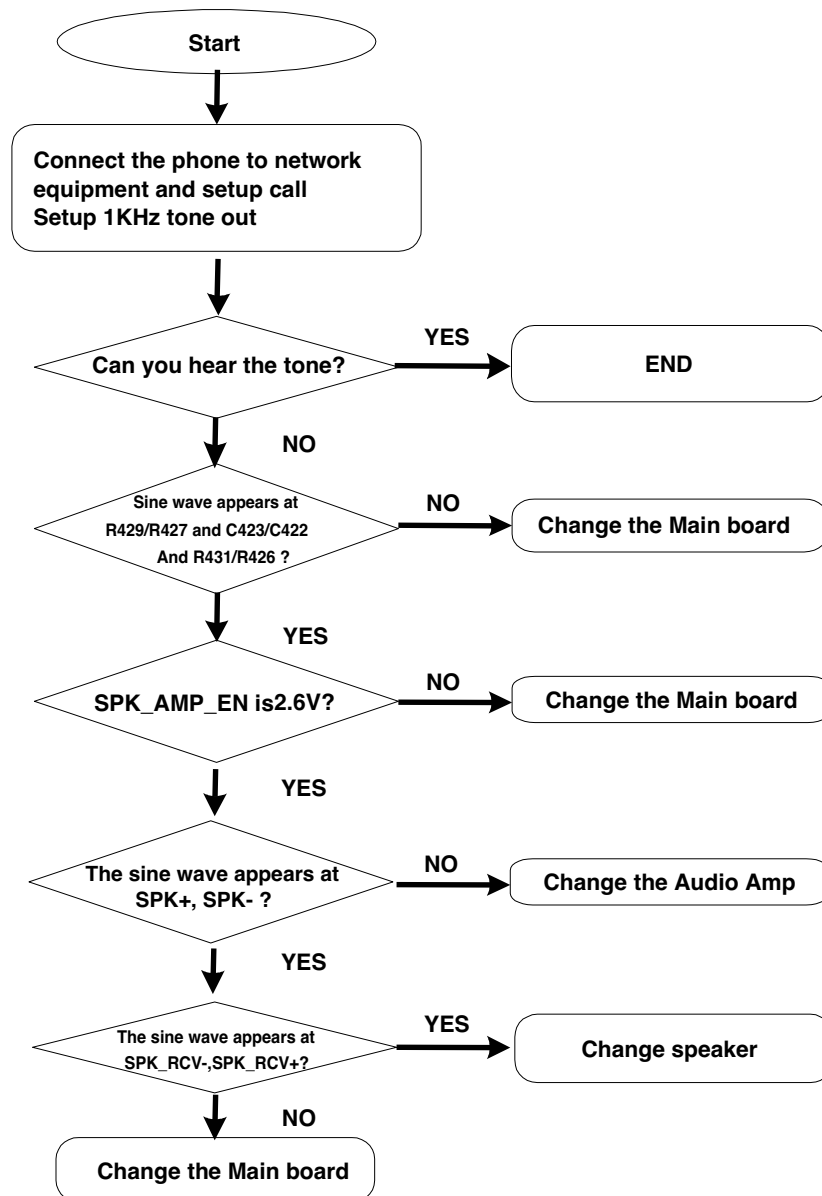 Start
Connect the phone to network
equipment and setup call
Setup 1KHz tone out
Can you hear the tone?
YES
END
NO
Sine wave appears at
R429/R427 and C423/C422
And R431/R426 ?
NO
Change the Main board
YES
SPK_AMP_EN is2.6V?
NO
Change the Main board
YES
The sine wave appears at
SPK+, SPK- ?
NO
Change the Audio Amp
YES
The sine wave appears at
SPK_RCV-,SPK_RCV+?
YES
Change speaker
NO
Change the Main board